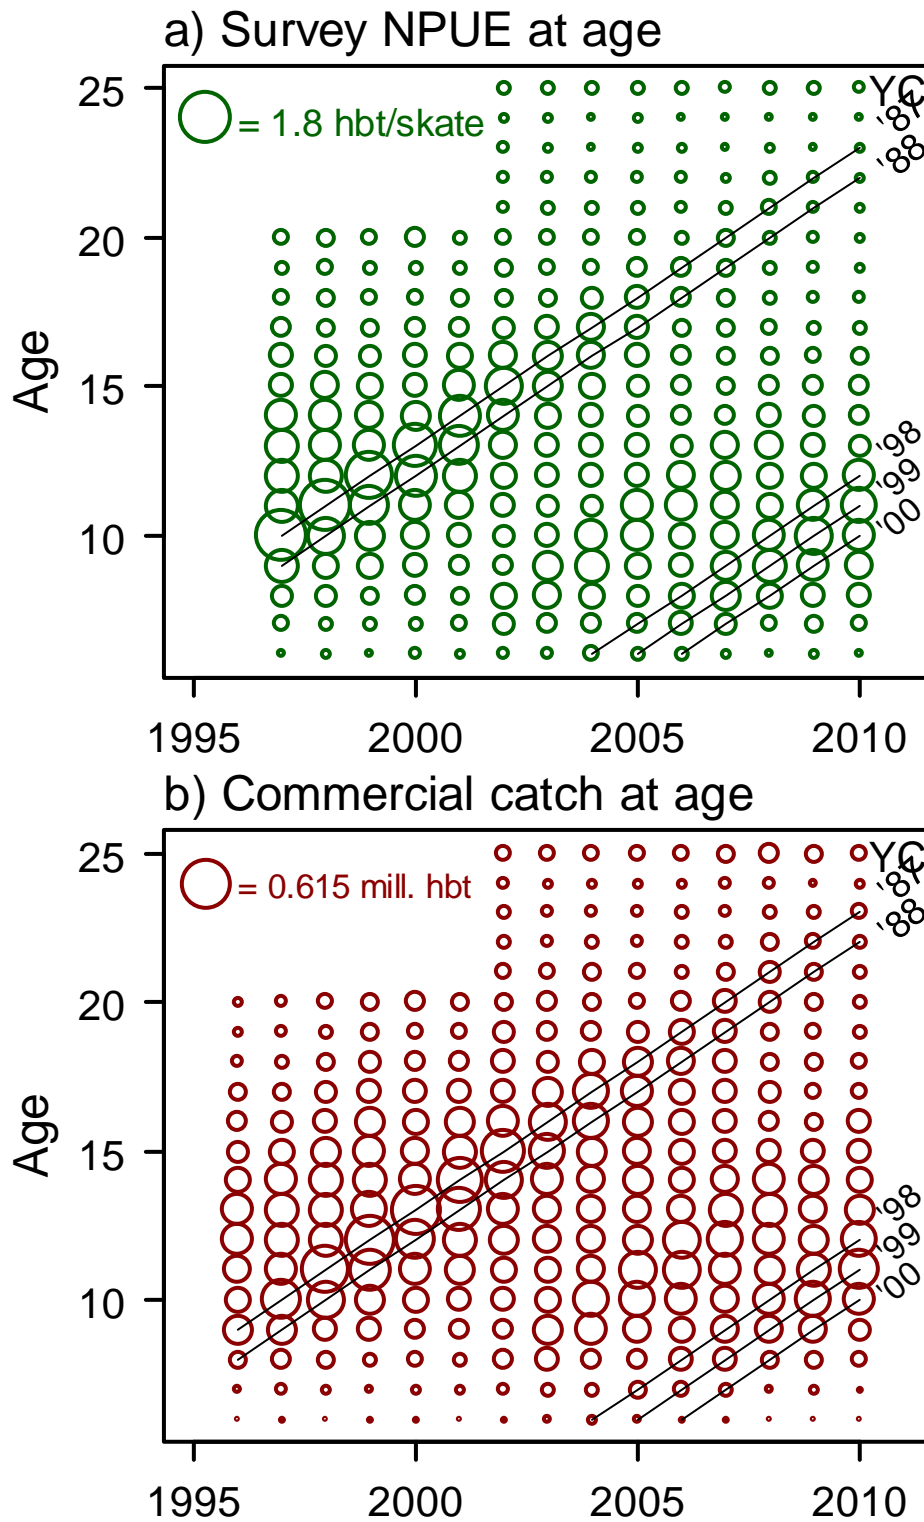 a) Survey NPUE at age
25
YC
= 1.8 hbt/skate
'87
'88
20
Age
15
'98
'99
10
'00
1995 2000 2005 2010
b) Commercial catch at age
25
YC
= 0.615 mill. hbt
'87
'88
20
Age
15
'98
'99
10
'00
1995 2000 2005 2010